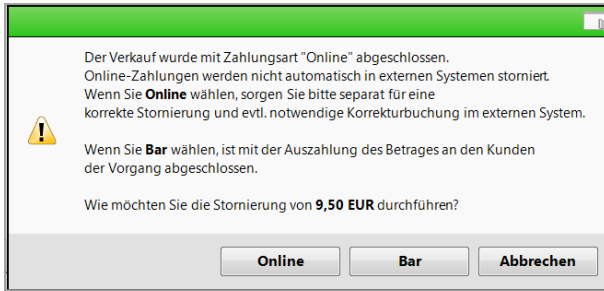 Der Verkauf wurde mit Zahlungsart "Online" abgeschlossen.
Online-Zahlungen werden nicht automatisch in externen Systemen storniert.
Wenn Sie Online wählen, sorgen Sie bitte separat für eine
korrekte Stornierung und evtl. notwendige Korrekturbuchung im externen System.
Wenn Sie Bar wählen, ist mit der Auszahlung des Betrages an den Kunden
der Vorgang abgeschlossen.
Wie möchten Sie die Stornierung von 9,50 EUR durchführen?
Online Bar Abbrechen